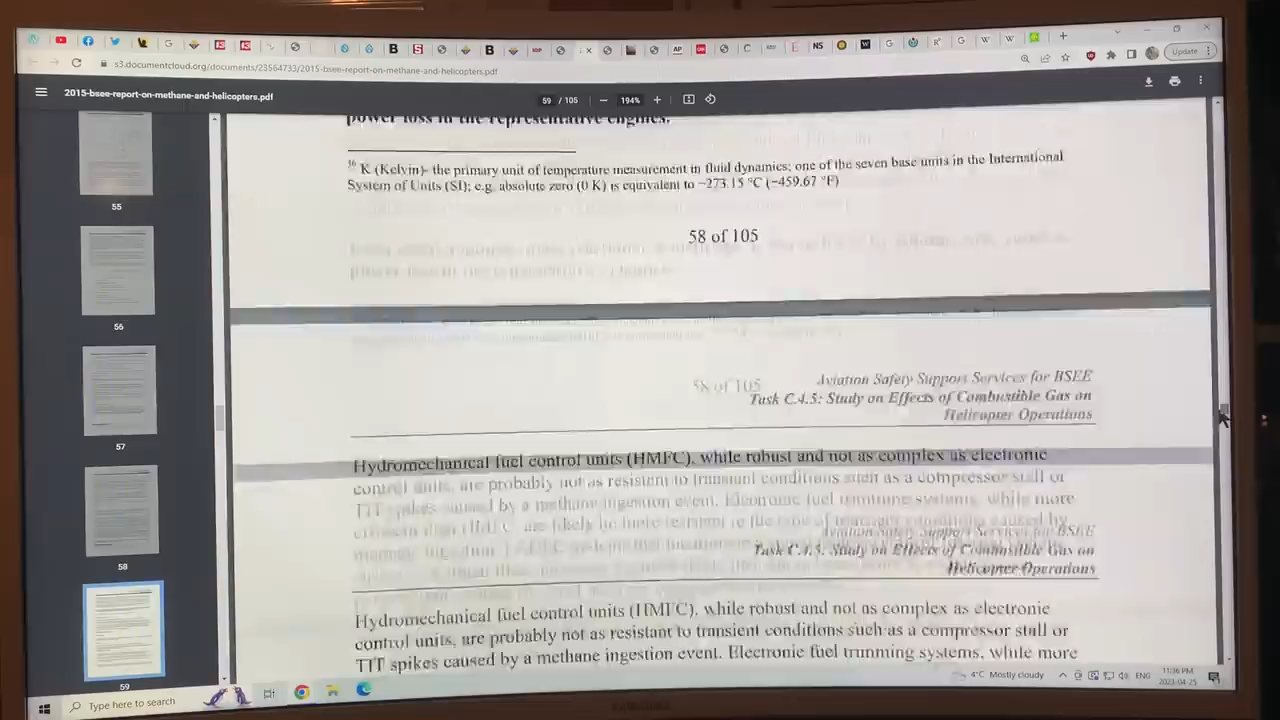 Update
s3.documentcloud.org/documents/23564733/2015-bsee-report-on-methane-and-helicopters.pdf
2015-bsee-report-on-methane-and-helicopters.pdf
59 / 105
194%
55
56
57
58
59
power loss in the representative engines.
56 K (Kelvin)- the primary unit of temperature measurement in fluid dynamics; one of the seven base units in the International
System of Units (SI); e.g. absolute zero (0 K) is equivalent to −273.15 °C (−459.67 °F)
58 of 105
58 of 105
Aviation Safety Support Services for BSEE
Task C.4.5: Study on Effects of Combustible Gas on
Helicopter Operations
Hydromechanical fuel control units (HMFC), while robust and not as complex as electronic
control units, are probably not as resistant to transient conditions such as a compressor stall or
TIT spikes caused by a methane ingestion event. Electronic fuel trimming systems, while more
Aviation Safety Support Services for BSEE
Task C.4.5: Study on Effects of Combustible Gas on
Helicopter Operations
Hydromechanical fuel control units (HMFC), while robust and not as complex as electronic
control units, are probably not as resistant to transient conditions such as a compressor stall or
TIT spikes caused by a methane ingestion event. Electronic fuel trimming systems, while more
Type here to search
4°C Mostly cloudy
ENG
11:36 PM
2023-04-25